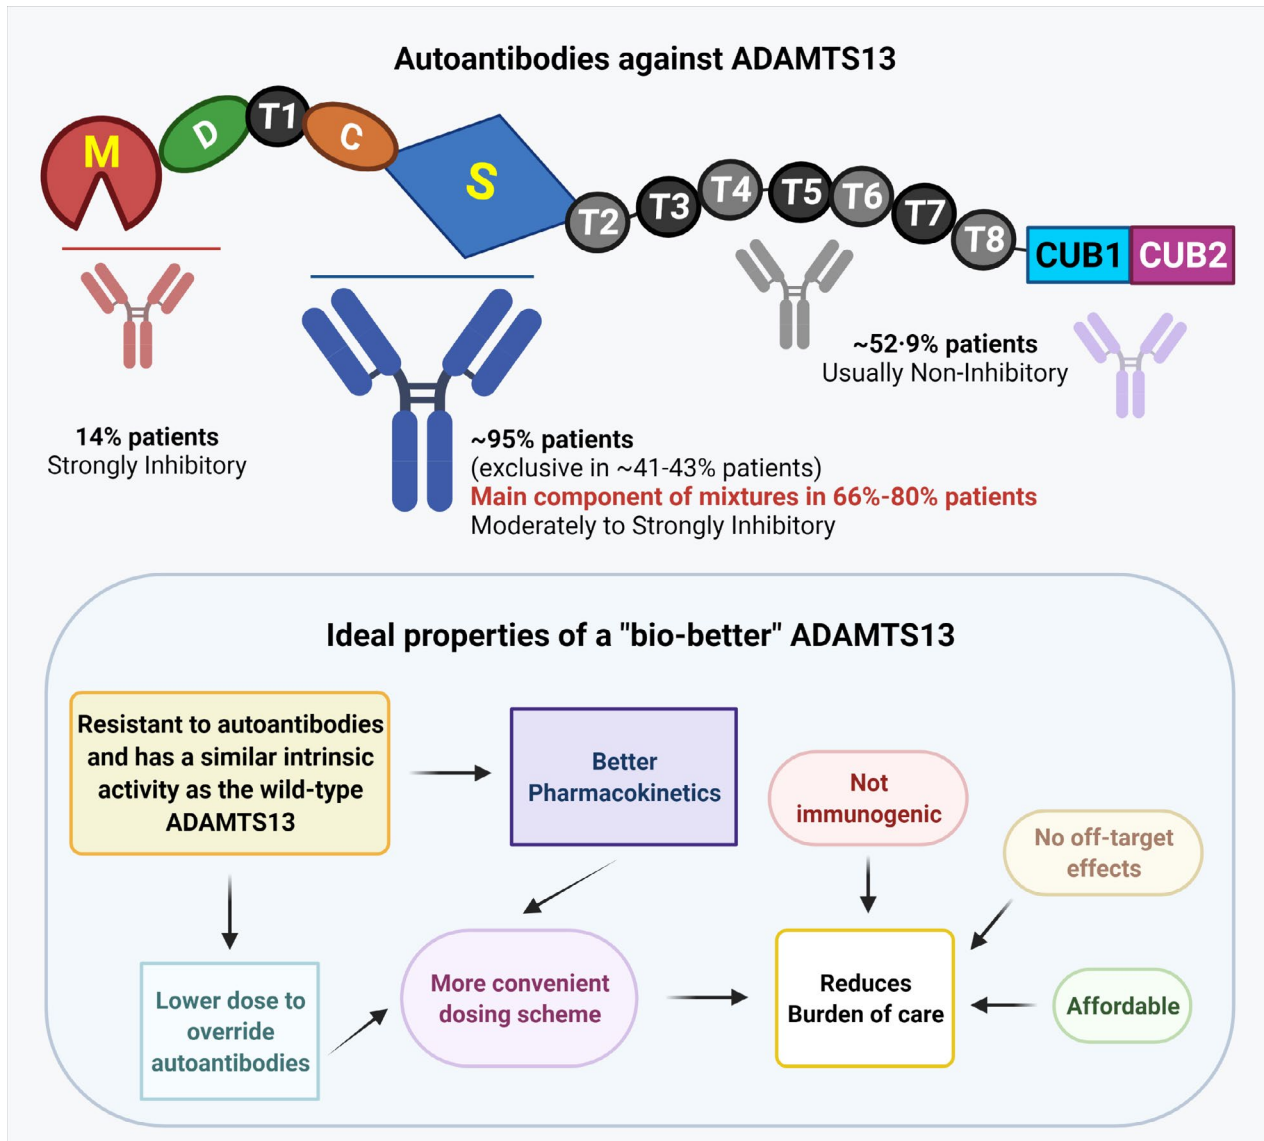 Autoantibodies against ADAMTS13
M
D
T1
C
S
T2
T3
T4
T5
T6
T7
T8
CUB1
CUB2
14% patients
Strongly Inhibitory
~95% patients
(exclusive in ~41-43% patients)
Main component of mixtures in 66%-80% patients
Moderately to Strongly Inhibitory
~52·9% patients
Usually Non-Inhibitory
Ideal properties of a "bio-better" ADAMTS13
Resistant to autoantibodies
and has a similar intrinsic
activity as the wild-type
ADAMTS13
Better
Pharmacokinetics
Not
immunogenic
No off-target
effects
Lower dose to
override
autoantibodies
More convenient
dosing scheme
Reduces
Burden of care
Affordable